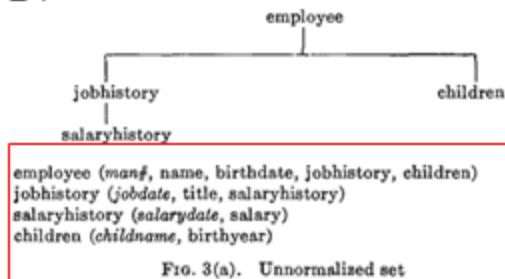 employee
jobhistory children
salaryhistory
employee (man#, name, birthdate, jobhistory, children)
jobhistory (jobdate, title, salaryhistory)
salaryhistory (salarydate, salary)
children (childname, birthyear)
FIG. 3(a). Unnormalized set